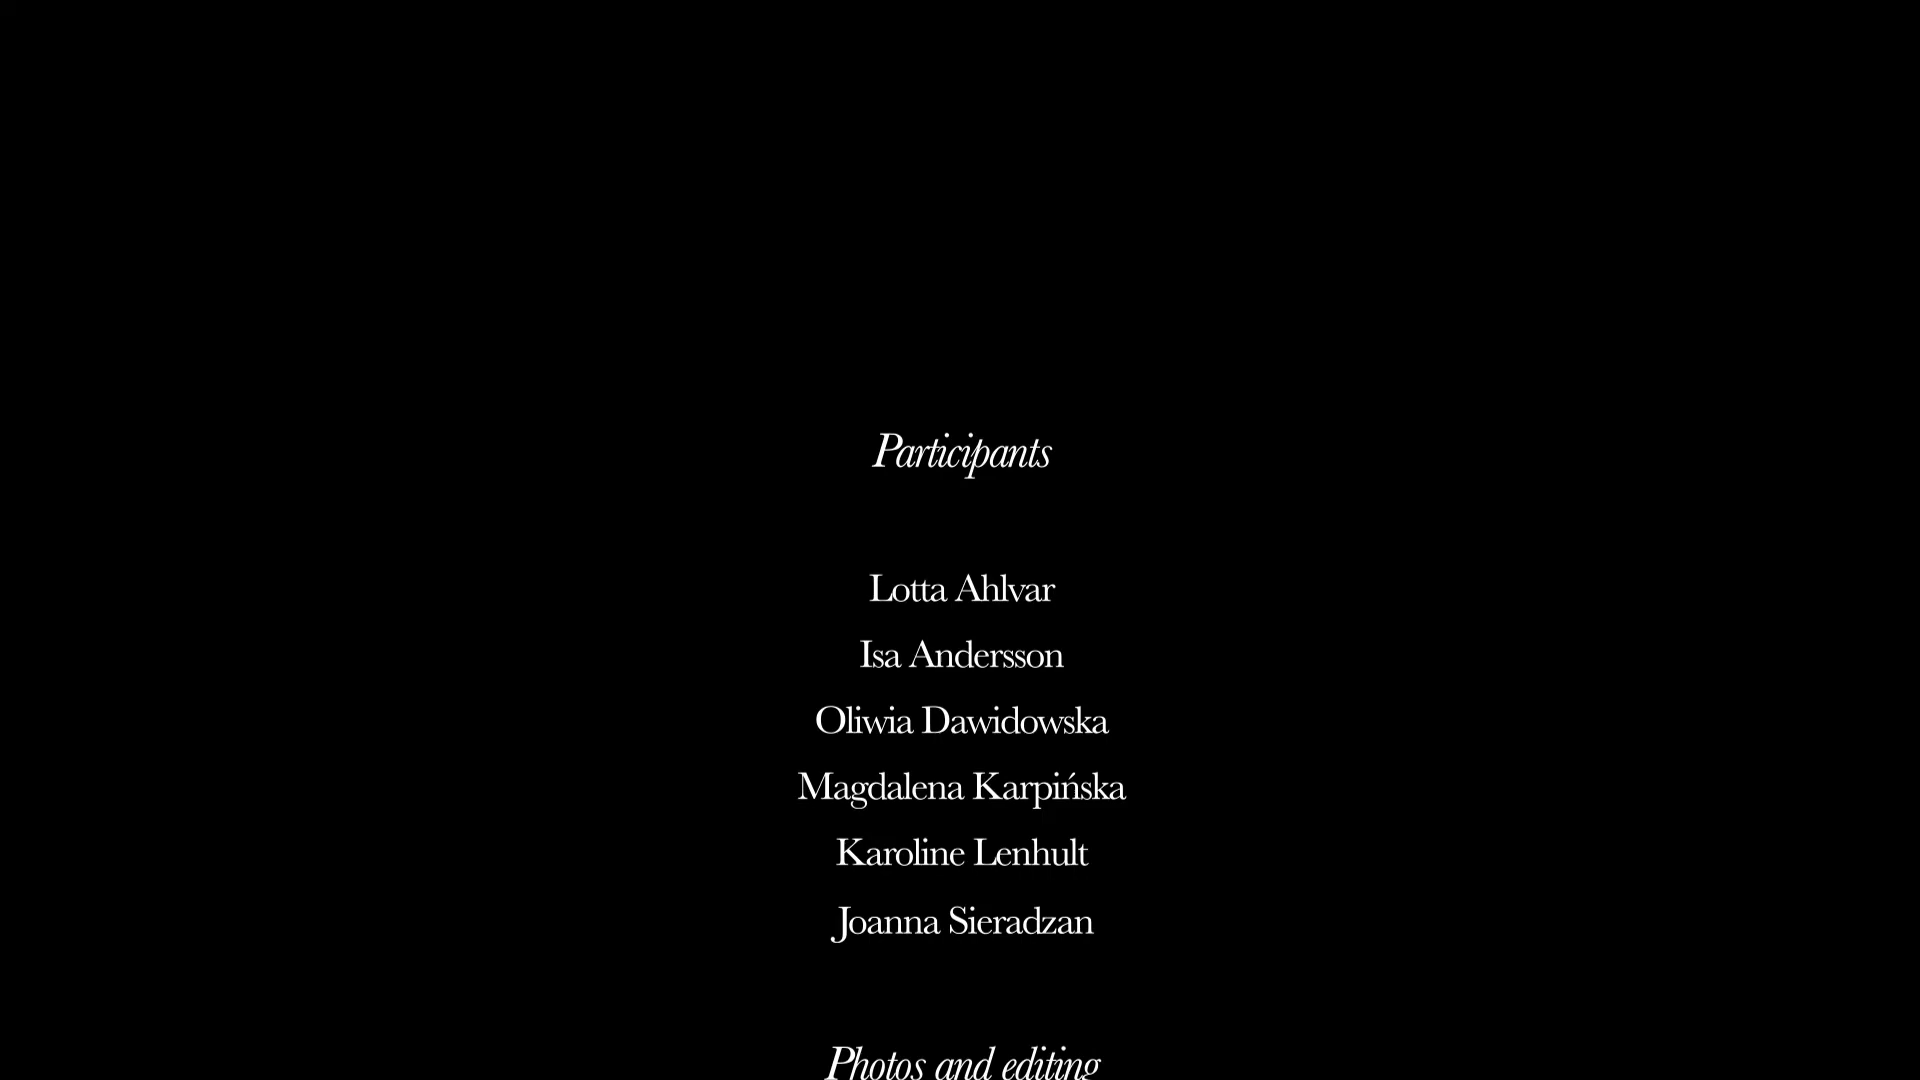 Participants
Lotta Ahlvar
Isa Andersson
Oliwia Dawidowska
Magdalena Karpińska
Karoline Lenhult
Joanna Sieradzan
Photos and editing